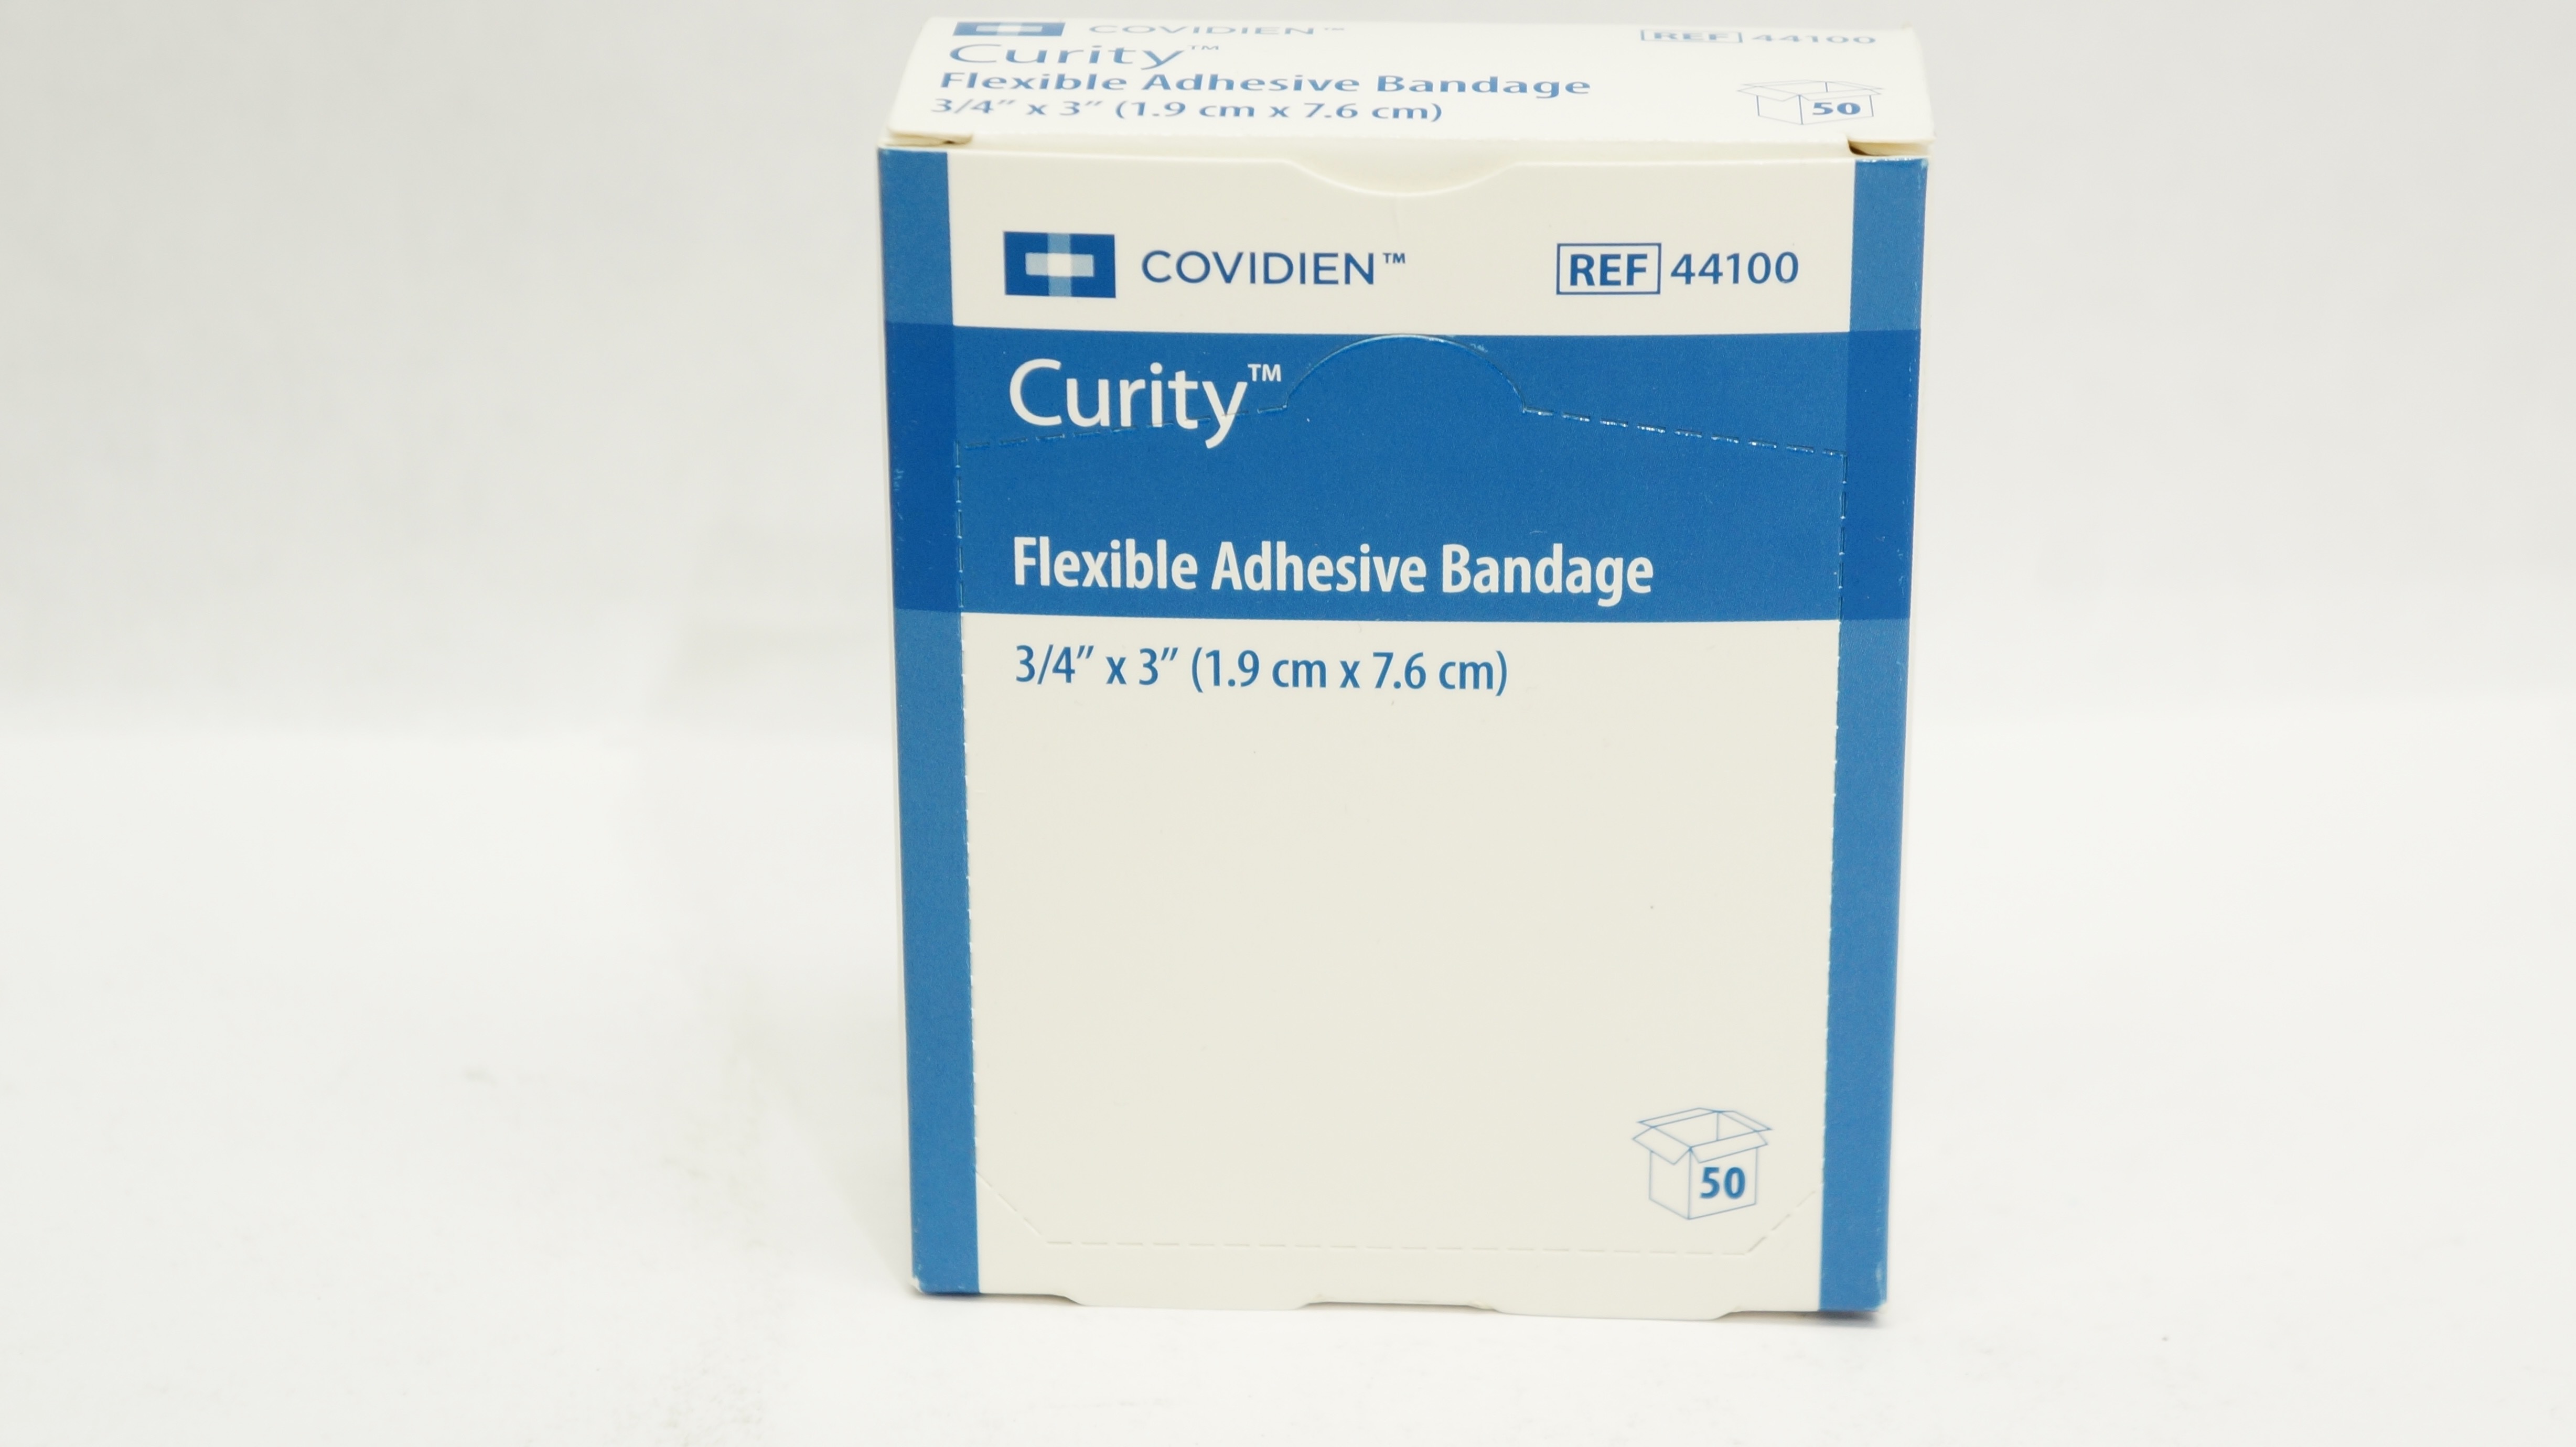 COVIDIEN™ REF 44100
Curity™
Flexible Adhesive Bandage
3/4” x 3” (1.9 cm x 7.6 cm)
50
COVIDIEN™ REF 44100
Curity™
Flexible Adhesive Bandage
3/4” x 3” (1.9 cm x 7.6 cm)
50